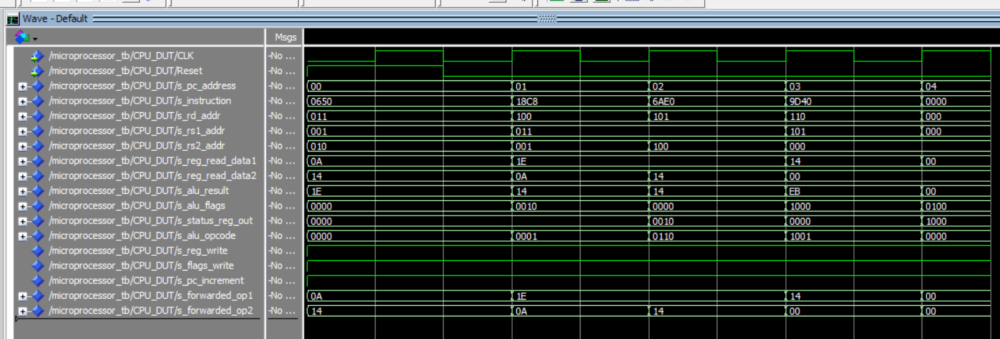 Wave - Default
Msgs
/microprocessor_tb/CPU_DUT/CLK -No ...
/microprocessor_tb/CPU_DUT/Reset -No ...
/microprocessor_tb/CPU_DUT/s_pc_address -No ... 00 01 02 03 04
/microprocessor_tb/CPU_DUT/s_instruction -No ... 0650 18C8 6AE0 9D40 0000
/microprocessor_tb/CPU_DUT/s_rd_addr -No ... 011 100 101 110 000
/microprocessor_tb/CPU_DUT/s_rs1_addr -No ... 001 011 101 000
/microprocessor_tb/CPU_DUT/s_rs2_addr -No ... 010 001 100 000
/microprocessor_tb/CPU_DUT/s_reg_read_data1 -No ... 0A 1E 14 00
/microprocessor_tb/CPU_DUT/s_reg_read_data2 -No ... 14 0A 14 00
/microprocessor_tb/CPU_DUT/s_alu_result -No ... 1E 14 14 EB 00
/microprocessor_tb/CPU_DUT/s_alu_flags -No ... 0000 0010 0000 1000 0100
/microprocessor_tb/CPU_DUT/s_status_reg_out -No ... 0000 0010 0000 1000
/microprocessor_tb/CPU_DUT/s_alu_opcode -No ... 0000 0001 0110 1001 0000
/microprocessor_tb/CPU_DUT/s_reg_write -No ...
/microprocessor_tb/CPU_DUT/s_flags_write -No ...
/microprocessor_tb/CPU_DUT/s_pc_increment -No ...
/microprocessor_tb/CPU_DUT/s_forwarded_op1 -No ... 0A 1E 14 00
/microprocessor_tb/CPU_DUT/s_forwarded_op2 -No ... 14 0A 14 00 00